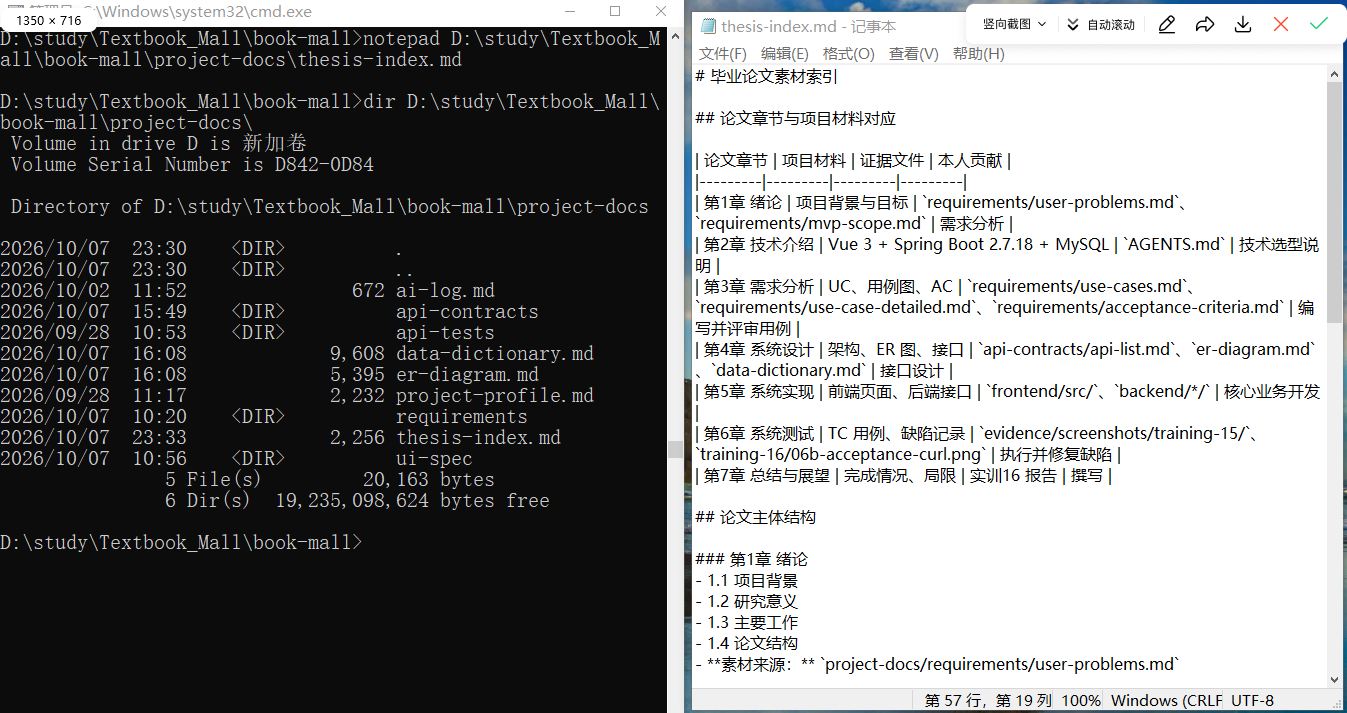 1350 × 716
C:\Windows\system32\cmd.exe
D:\study\Textbook_Mall\book-mall>notepad D:\study\Textbook_M
all\book-mall\project-docs\thesis-index.md
D:\study\Textbook_Mall\book-mall>dir D:\study\Textbook_Mall\
book-mall\project-docs\
Volume in drive D is 新加卷
Volume Serial Number is D842-0D84
Directory of D:\study\Textbook_Mall\book-mall\project-docs
2026/10/07  23:30    <DIR>          .
2026/10/07  23:30    <DIR>          ..
2026/10/02  11:52               672 ai-log.md
2026/10/07  15:49    <DIR>          api-contracts
2026/09/28  10:53    <DIR>          api-tests
2026/10/07  16:08             9,608 data-dictionary.md
2026/10/07  16:08             5,395 er-diagram.md
2026/09/28  11:17             2,232 project-profile.md
2026/10/07  10:20    <DIR>          requirements
2026/10/07  23:33             2,256 thesis-index.md
2026/10/07  10:56    <DIR>          ui-spec
5 File(s)         20,163 bytes
6 Dir(s)  19,235,098,624 bytes free
D:\study\Textbook_Mall\book-mall>
thesis-index.md - 记事本
竖向截图 自动滚动
文件(F) 编辑(E) 格式(O) 查看(V) 帮助(H)
# 毕业论文素材索引
## 论文章节与项目材料对应
| 论文章节 | 项目材料 | 证据文件 | 本人贡献 |
|---------|---------|---------|---------|
| 第1章 绪论 | 项目背景与目标 | `requirements/user-problems.md`、
`requirements/mvp-scope.md` | 需求分析 |
| 第2章 技术介绍 | Vue 3 + Spring Boot 2.7.18 + MySQL | `AGENTS.md` | 技术选型说
明 |
| 第3章 需求分析 | UC、用例图、AC | `requirements/use-cases.md`、
`requirements/use-case-detailed.md`、`requirements/acceptance-criteria.md` | 编
写并评审用例 |
| 第4章 系统设计 | 架构、ER 图、接口 | `api-contracts/api-list.md`、`er-diagram.md`
、`data-dictionary.md` | 接口设计 |
| 第5章 系统实现 | 前端页面、后端接口 | `frontend/src/`、`backend/*/` | 核心业务开发
|
| 第6章 系统测试 | TC 用例、缺陷记录 | `evidence/screenshots/training-15/`、
`training-16/06b-acceptance-curl.png` | 执行并修复缺陷 |
| 第7章 总结与展望 | 完成情况、局限 | 实训16 报告 | 撰写 |
## 论文主体结构
### 第1章 绪论
- 1.1 项目背景
- 1.2 研究意义
- 1.3 主要工作
- 1.4 论文结构
- **素材来源：** `project-docs/requirements/user-problems.md`
第 57 行，第 19 列 100% Windows (CRLF UTF-8